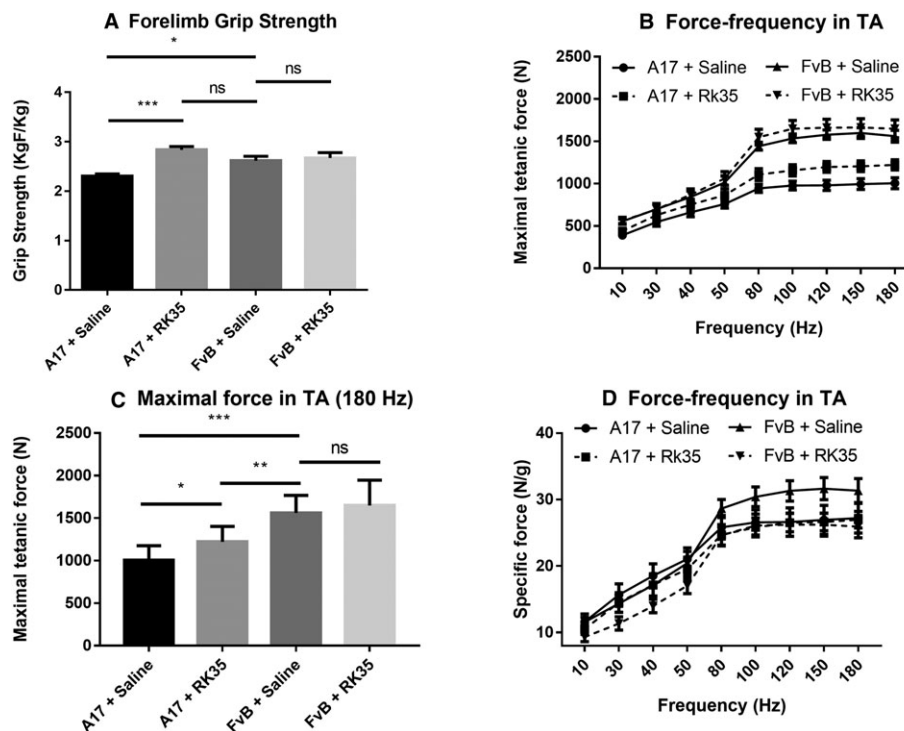 A Forelimb Grip Strength
*
ns
***
ns
Grip Strength (KgF/Kg)
4
3
2
1
0
A17 + Saline
A17 + RK35
FvB + Saline
FvB + RK35
B Force-frequency in TA
A17 + Saline
FvB + Saline
A17 + Rk35
FvB + RK35
Maximal tetanic force (N)
2500
2000
1500
1000
500
0
10 30 40 50 80 100 120 150 180
Frequency (Hz)
C Maximal force in TA (180 Hz)
***
ns
**
*
Maximal tetanic force (N)
2500
2000
1500
1000
500
0
A17 + Saline
A17 + RK35
FvB + Saline
FvB + RK35
D Force-frequency in TA
A17 + Saline
FvB + Saline
A17 + Rk35
FvB + RK35
Specific force (N/g)
40
30
20
10
10 30 40 50 80 100 120 150 180
Frequency (Hz)